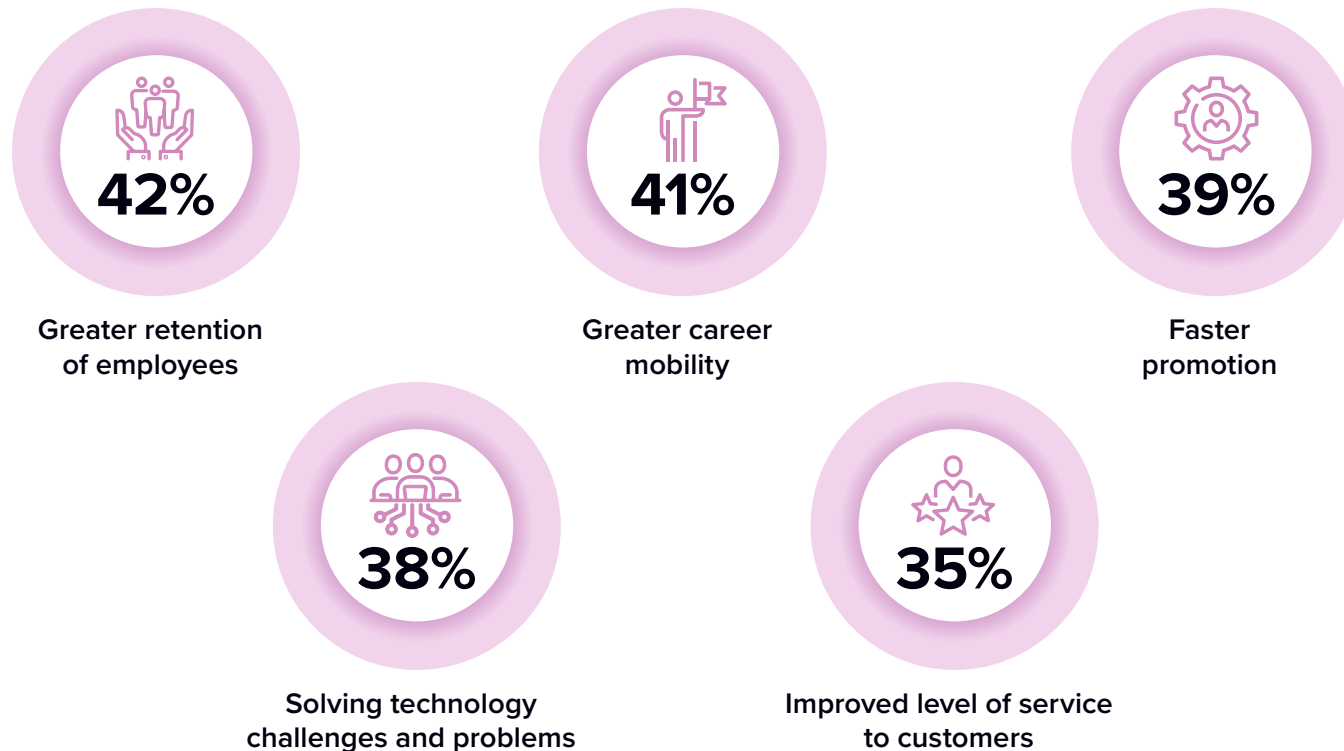 42%
Greater retention
of employees
41%
Greater career
mobility
39%
Faster
promotion
38%
Solving technology
challenges and problems
35%
Improved level of service
to customers